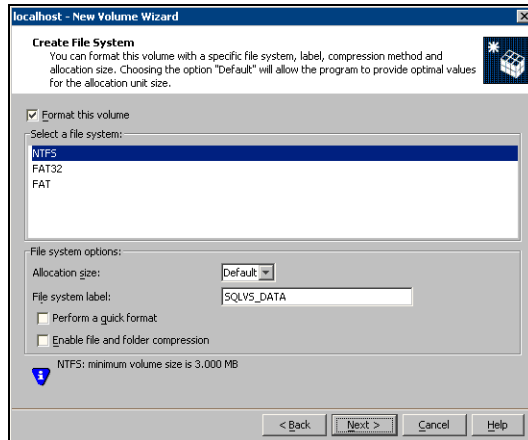 localhost - New Volume Wizard
Create File System
You can format this volume with a specific file system, label, compression method and
allocation size. Choosing the option "Default" will allow the program to provide optimal values
for the allocation unit size.
Format this volume
Select a file system:
NTFS
FAT32
FAT
File system options:
Allocation size:
Default
File system label:
SQLVS_DATA
Perform a quick format
Enable file and folder compression
NTFS: minimum volume size is 3.000 MB
< Back
Next >
Cancel
Help